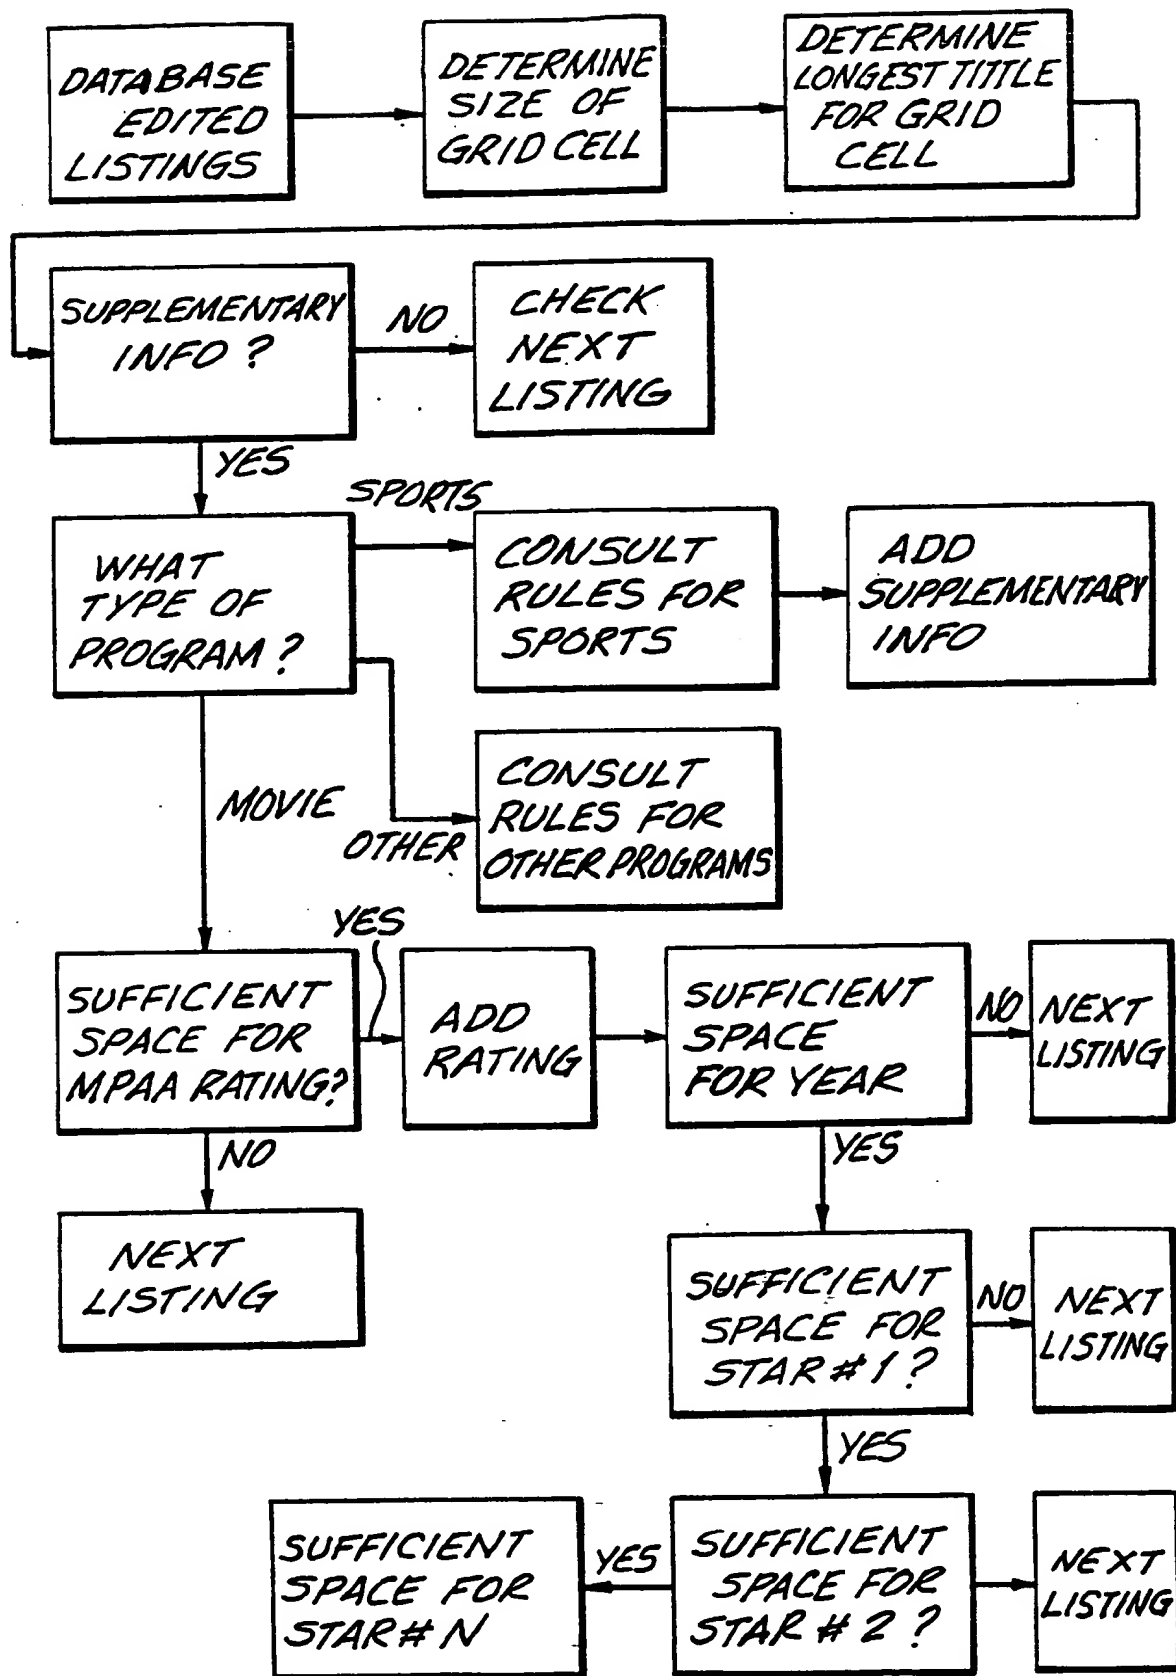 DATABASE
EDITED
LISTINGS
DETERMINE
SIZE OF
GRID CELL
DETERMINE
LONGEST TITTLE
FOR GRID
CELL
SUPPLEMENTARY
INFO?
NO
CHECK
NEXT
LISTING
YES
WHAT
TYPE OF
PROGRAM?
SPORTS
CONSULT
RULES FOR
SPORTS
ADD
SUPPLEMENTARY
INFO
MOVIE
OTHER
CONSULT
RULES FOR
OTHER PROGRAMS
SUFFICIENT
SPACE FOR
MPAA RATING?
YES
ADD
RATING
SUFFICIENT
SPACE
FOR YEAR
NO
NEXT
LISTING
NO
NEXT
LISTING
YES
SUFFICIENT
SPACE FOR
STAR #1?
NO
NEXT
LISTING
YES
SUFFICIENT
SPACE FOR
STAR # N
YES
SUFFICIENT
SPACE FOR
STAR #2?
NEXT
LISTING